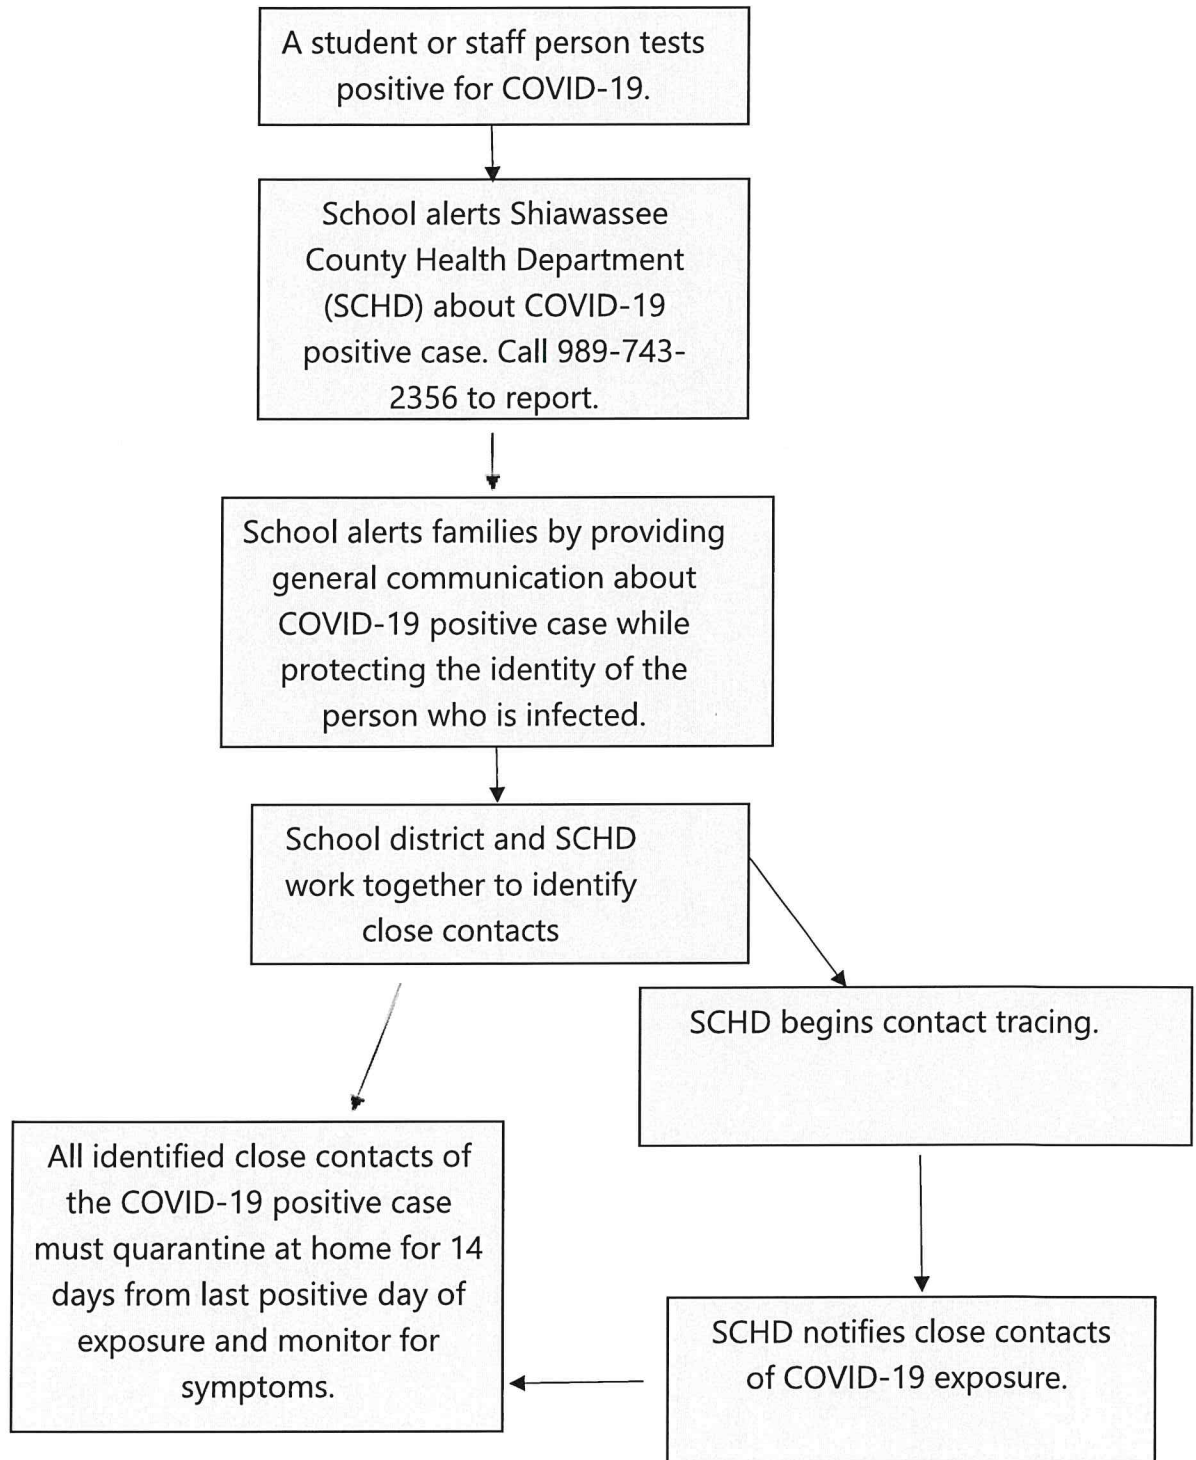 A student or staff person tests
positive for COVID-19.
School alerts Shiawassee
County Health Department
(SCHD) about COVID-19
positive case. Call 989-743-
2356 to report.
School alerts families by providing
general communication about
COVID-19 positive case while
protecting the identity of the
person who is infected.
School district and SCHD
work together to identify
close contacts
SCHD begins contact tracing.
All identified close contacts of
the COVID-19 positive case
must quarantine at home for 14
days from last positive day of
exposure and monitor for
symptoms.
SCHD notifies close contacts
of COVID-19 exposure.